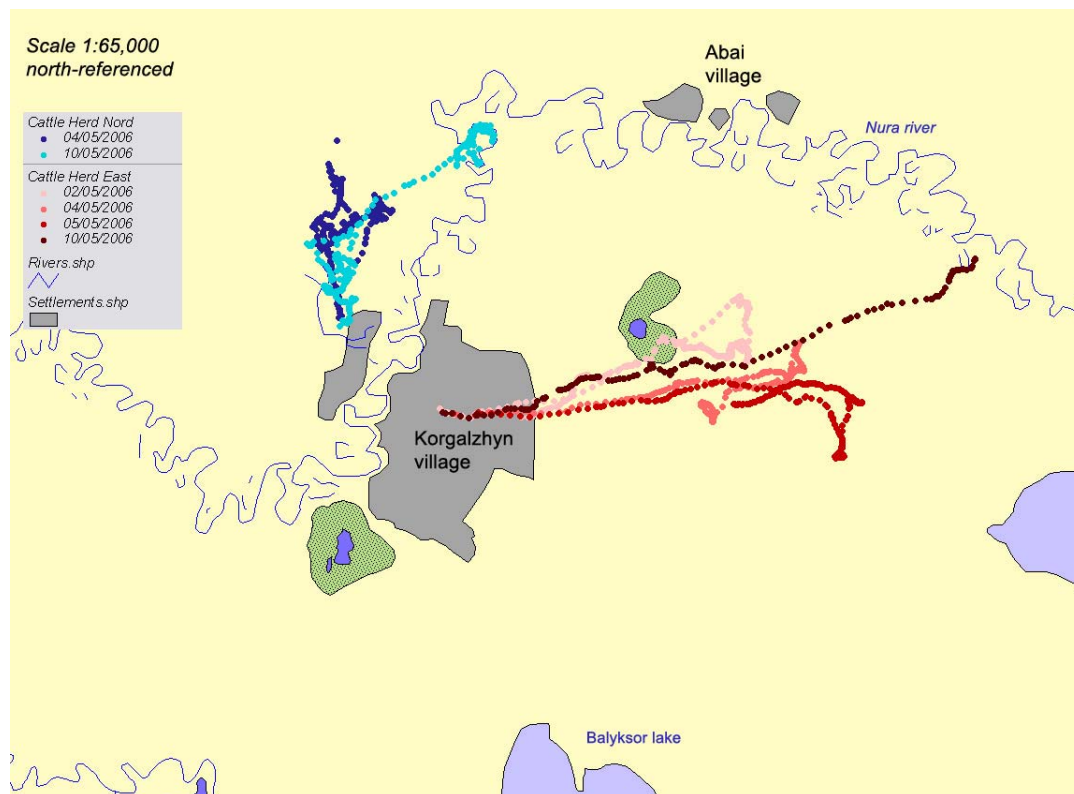 Scale 1:65,000
north-referenced
Cattle Herd Nord
04/05/2006
10/05/2006
Cattle Herd East
02/05/2006
04/05/2006
05/05/2006
10/05/2006
Rivers.shp
Settlements.shp
Abai
village
Nura river
Korgalzhyn
village
Balyksor lake